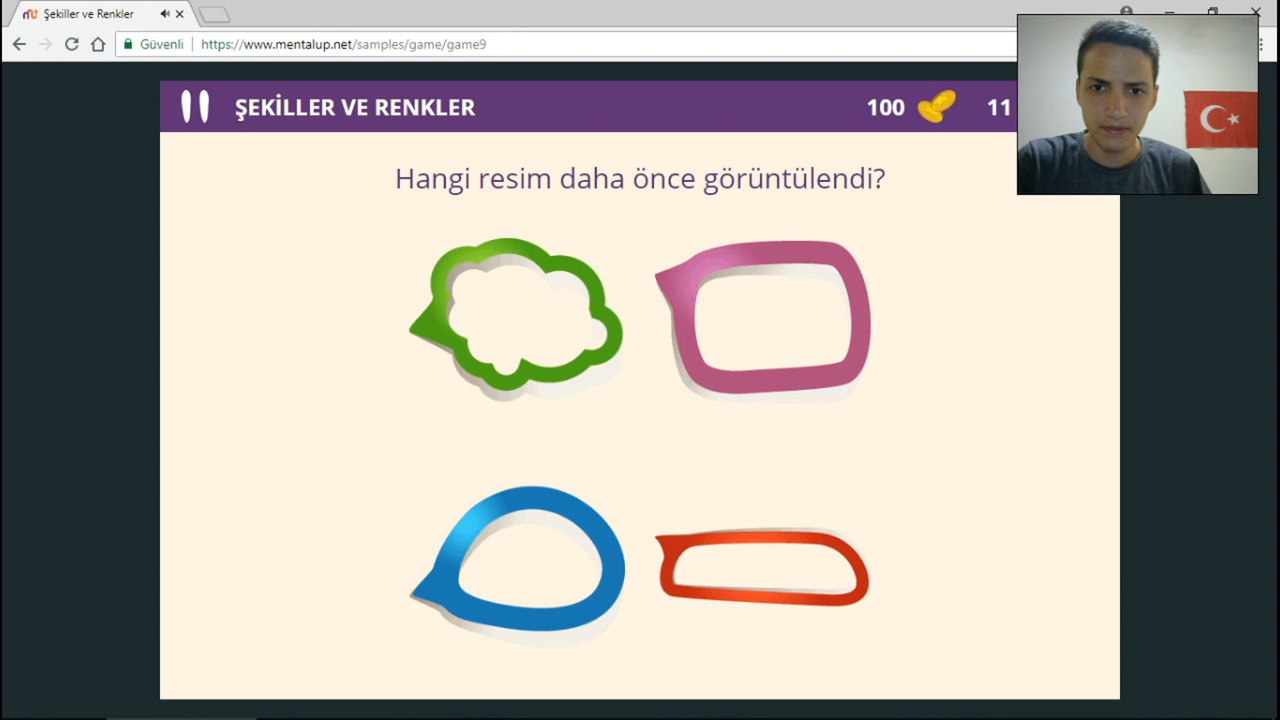 Şekiller ve Renkler
Güvenli
https://www.mentalup.net/samples/game/game9
ŞEKİLLER VE RENKLER
100
11
Hangi resim daha önce görüntülendi?